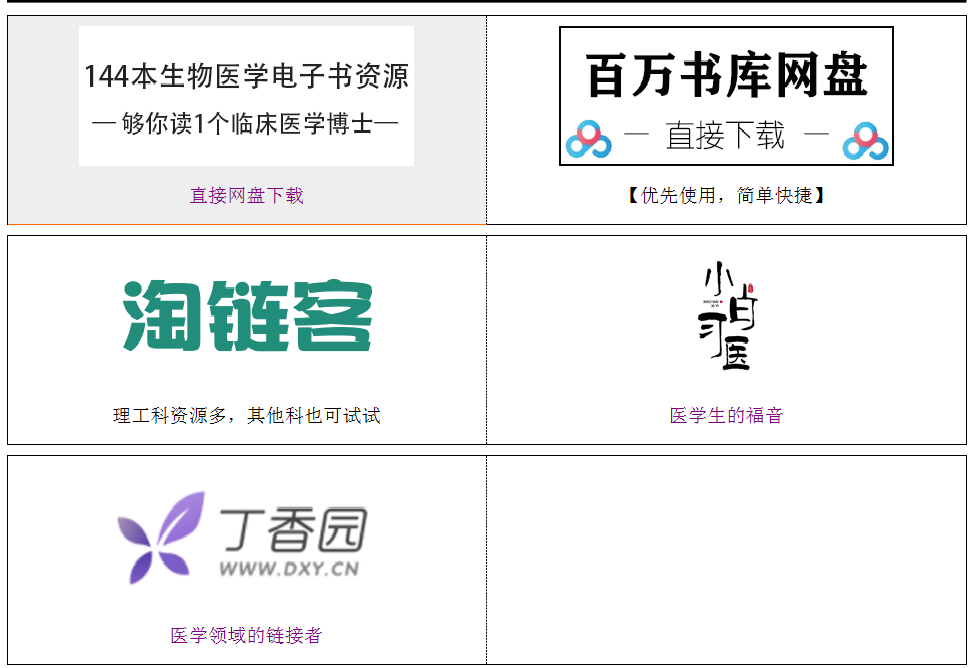 144本生物医学电子书资源
— 够你读1个临床医学博士—
直接网盘下载
百万书库网盘
— 直接下载 —
【优先使用，简单快捷】
淘链客
理工科资源多，其他科也可试试
小白习医
医学生的福音
丁香园
WWW.DXY.CN
医学领域的链接者